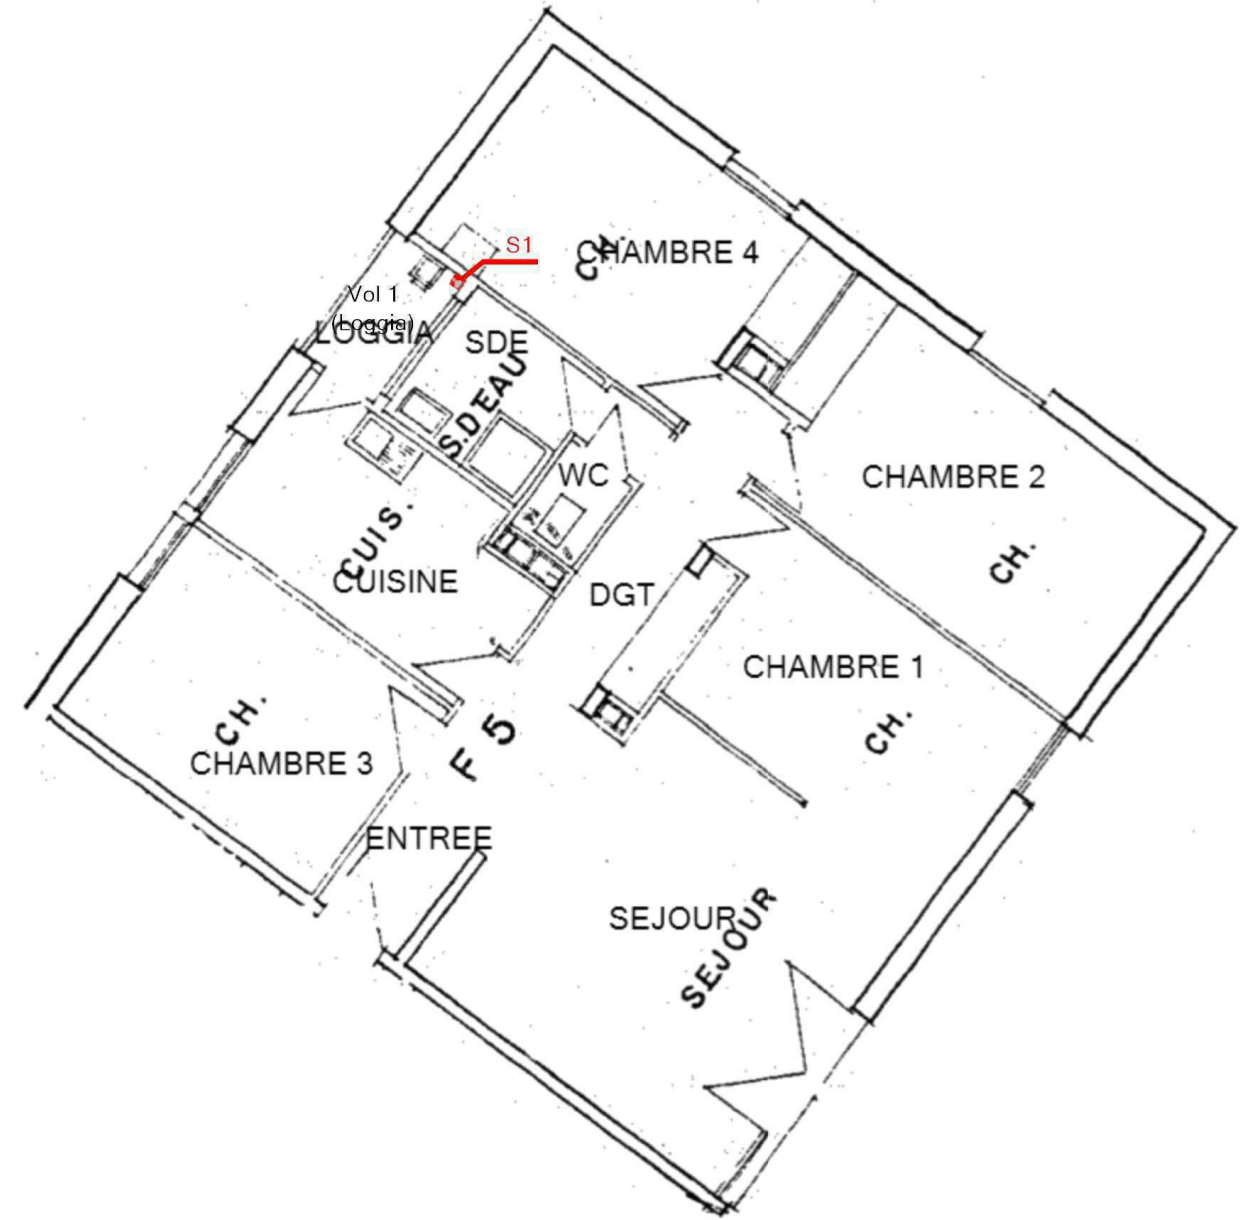 S1
CHAMBRE 4
CH.
Vol 1
(Loggia)
LOGGIA
SDE
S.D'EAU
WC
CHAMBRE 2
CH.
CUIS.
CUISINE
DGT
CHAMBRE 1
CH.
CH.
CHAMBRE 3
F 5
ENTREE
SEJOUR
SEJOUR